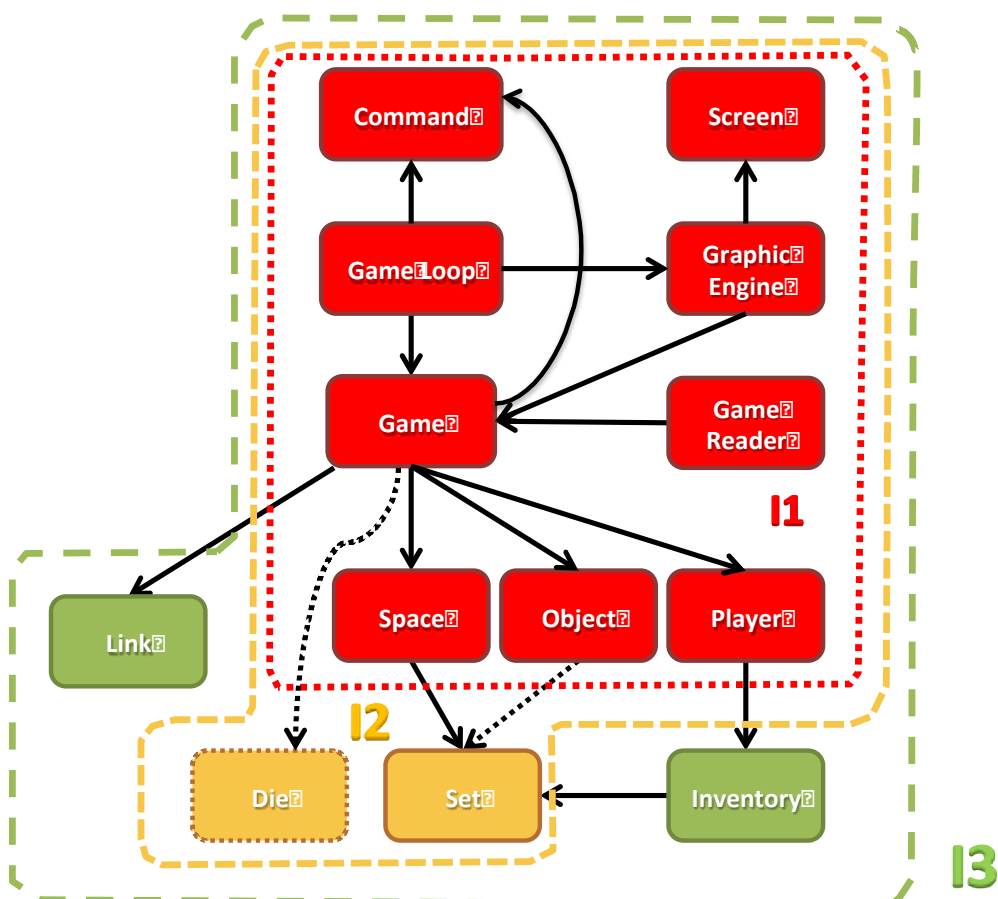 Command
Screen
Game Loop
Graphic
Engine
Game
Game
Reader
I1
Space
Object
Player
Link
I2
Die
Set
Inventory
I3